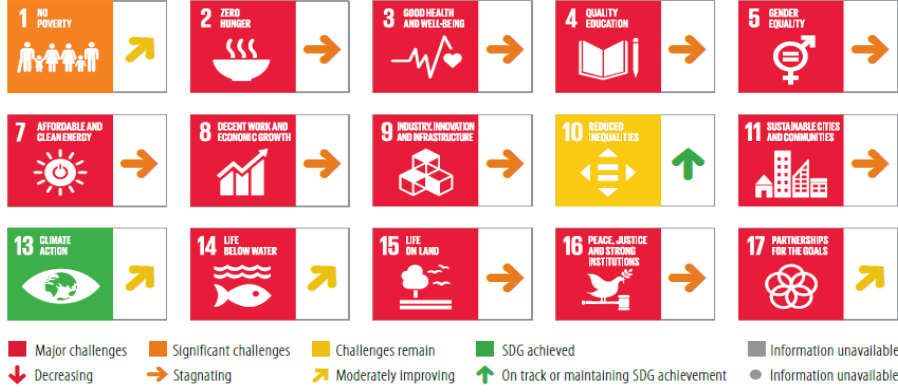 1 NO
POVERTY
2 ZERO
HUNGER
3 GOOD HEALTH
AND WELL-BEING
4 QUALITY
EDUCATION
5 GENDER
EQUALITY
7 AFFORDABLE AND
CLEAN ENERGY
8 DECENT WORK AND
ECONOMIC GROWTH
9 INDUSTRY, INNOVATION
AND INFRASTRUCTURE
10 REDUCED
INEQUALITIES
11 SUSTAINABLE CITIES
AND COMMUNITIES
13 CLIMATE
ACTION
14 LIFE
BELOW WATER
15 LIFE
ON LAND
16 PEACE, JUSTICE
AND STRONG
INSTITUTIONS
17 PARTNERSHIPS
FOR THE GOALS
Major challenges Significant challenges Challenges remain SDG achieved Information unavailable
Decreasing Stagnating Moderately improving On track or maintaining SDG achievement Information unavailable